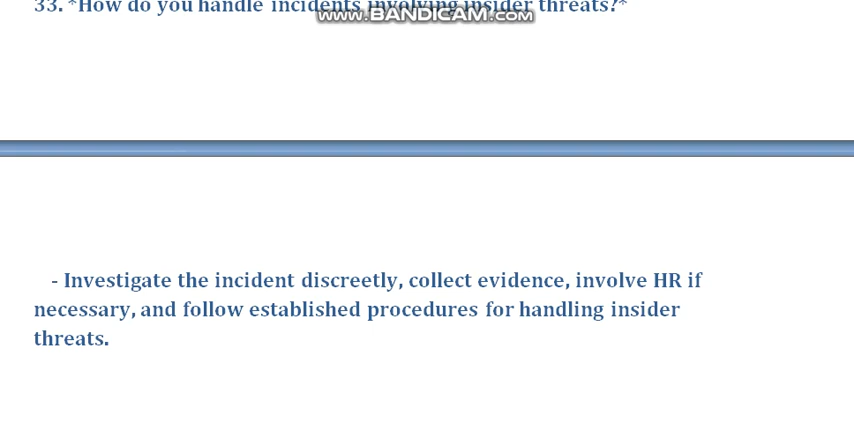 33. *How do you handle incidents involving insider threats?*
www.BANDICAM.com
- Investigate the incident discreetly, collect evidence, involve HR if
necessary, and follow established procedures for handling insider
threats.